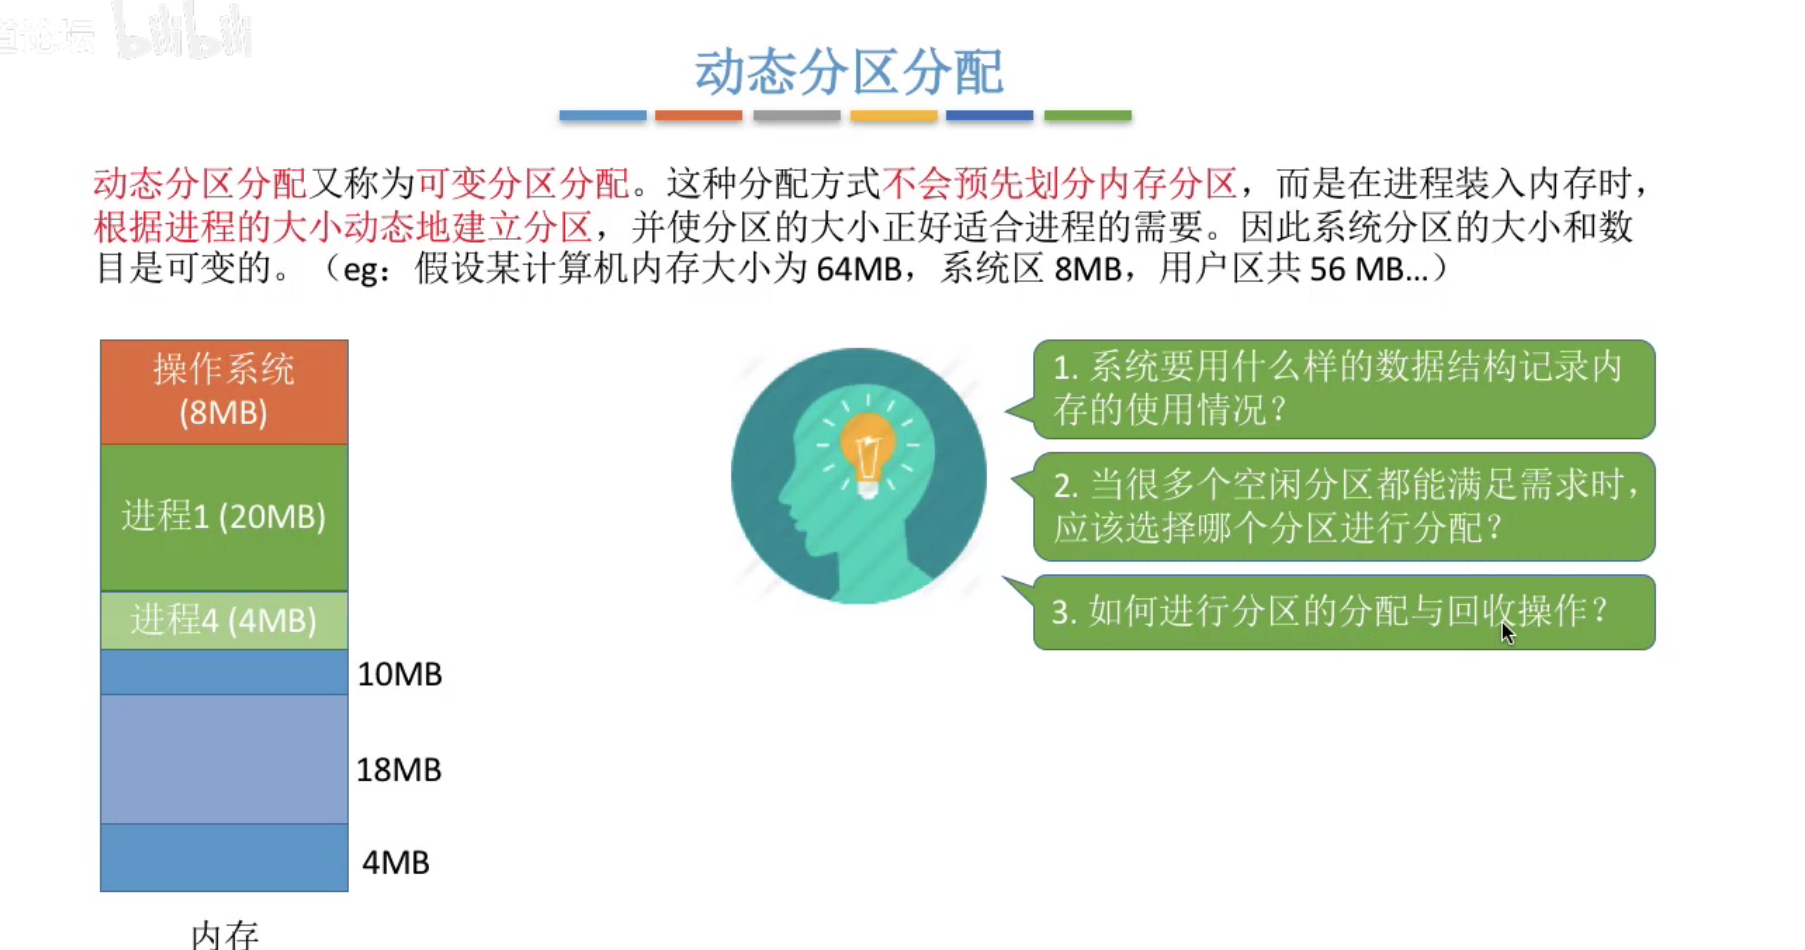 道论坛 bilibili
动态分区分配
动态分区分配又称为可变分区分配。这种分配方式不会预先划分内存分区，而是在进程装入内存时，
根据进程的大小动态地建立分区，并使分区的大小正好适合进程的需要。因此系统分区的大小和数
目是可变的。（eg：假设某计算机内存大小为 64MB，系统区 8MB，用户区共 56 MB…）
操作系统
(8MB)
进程1 (20MB)
进程4 (4MB)
10MB
18MB
4MB
内存
1. 系统要用什么样的数据结构记录内
存的使用情况？
2. 当很多个空闲分区都能满足需求时，
应该选择哪个分区进行分配？
3. 如何进行分区的分配与回收操作？